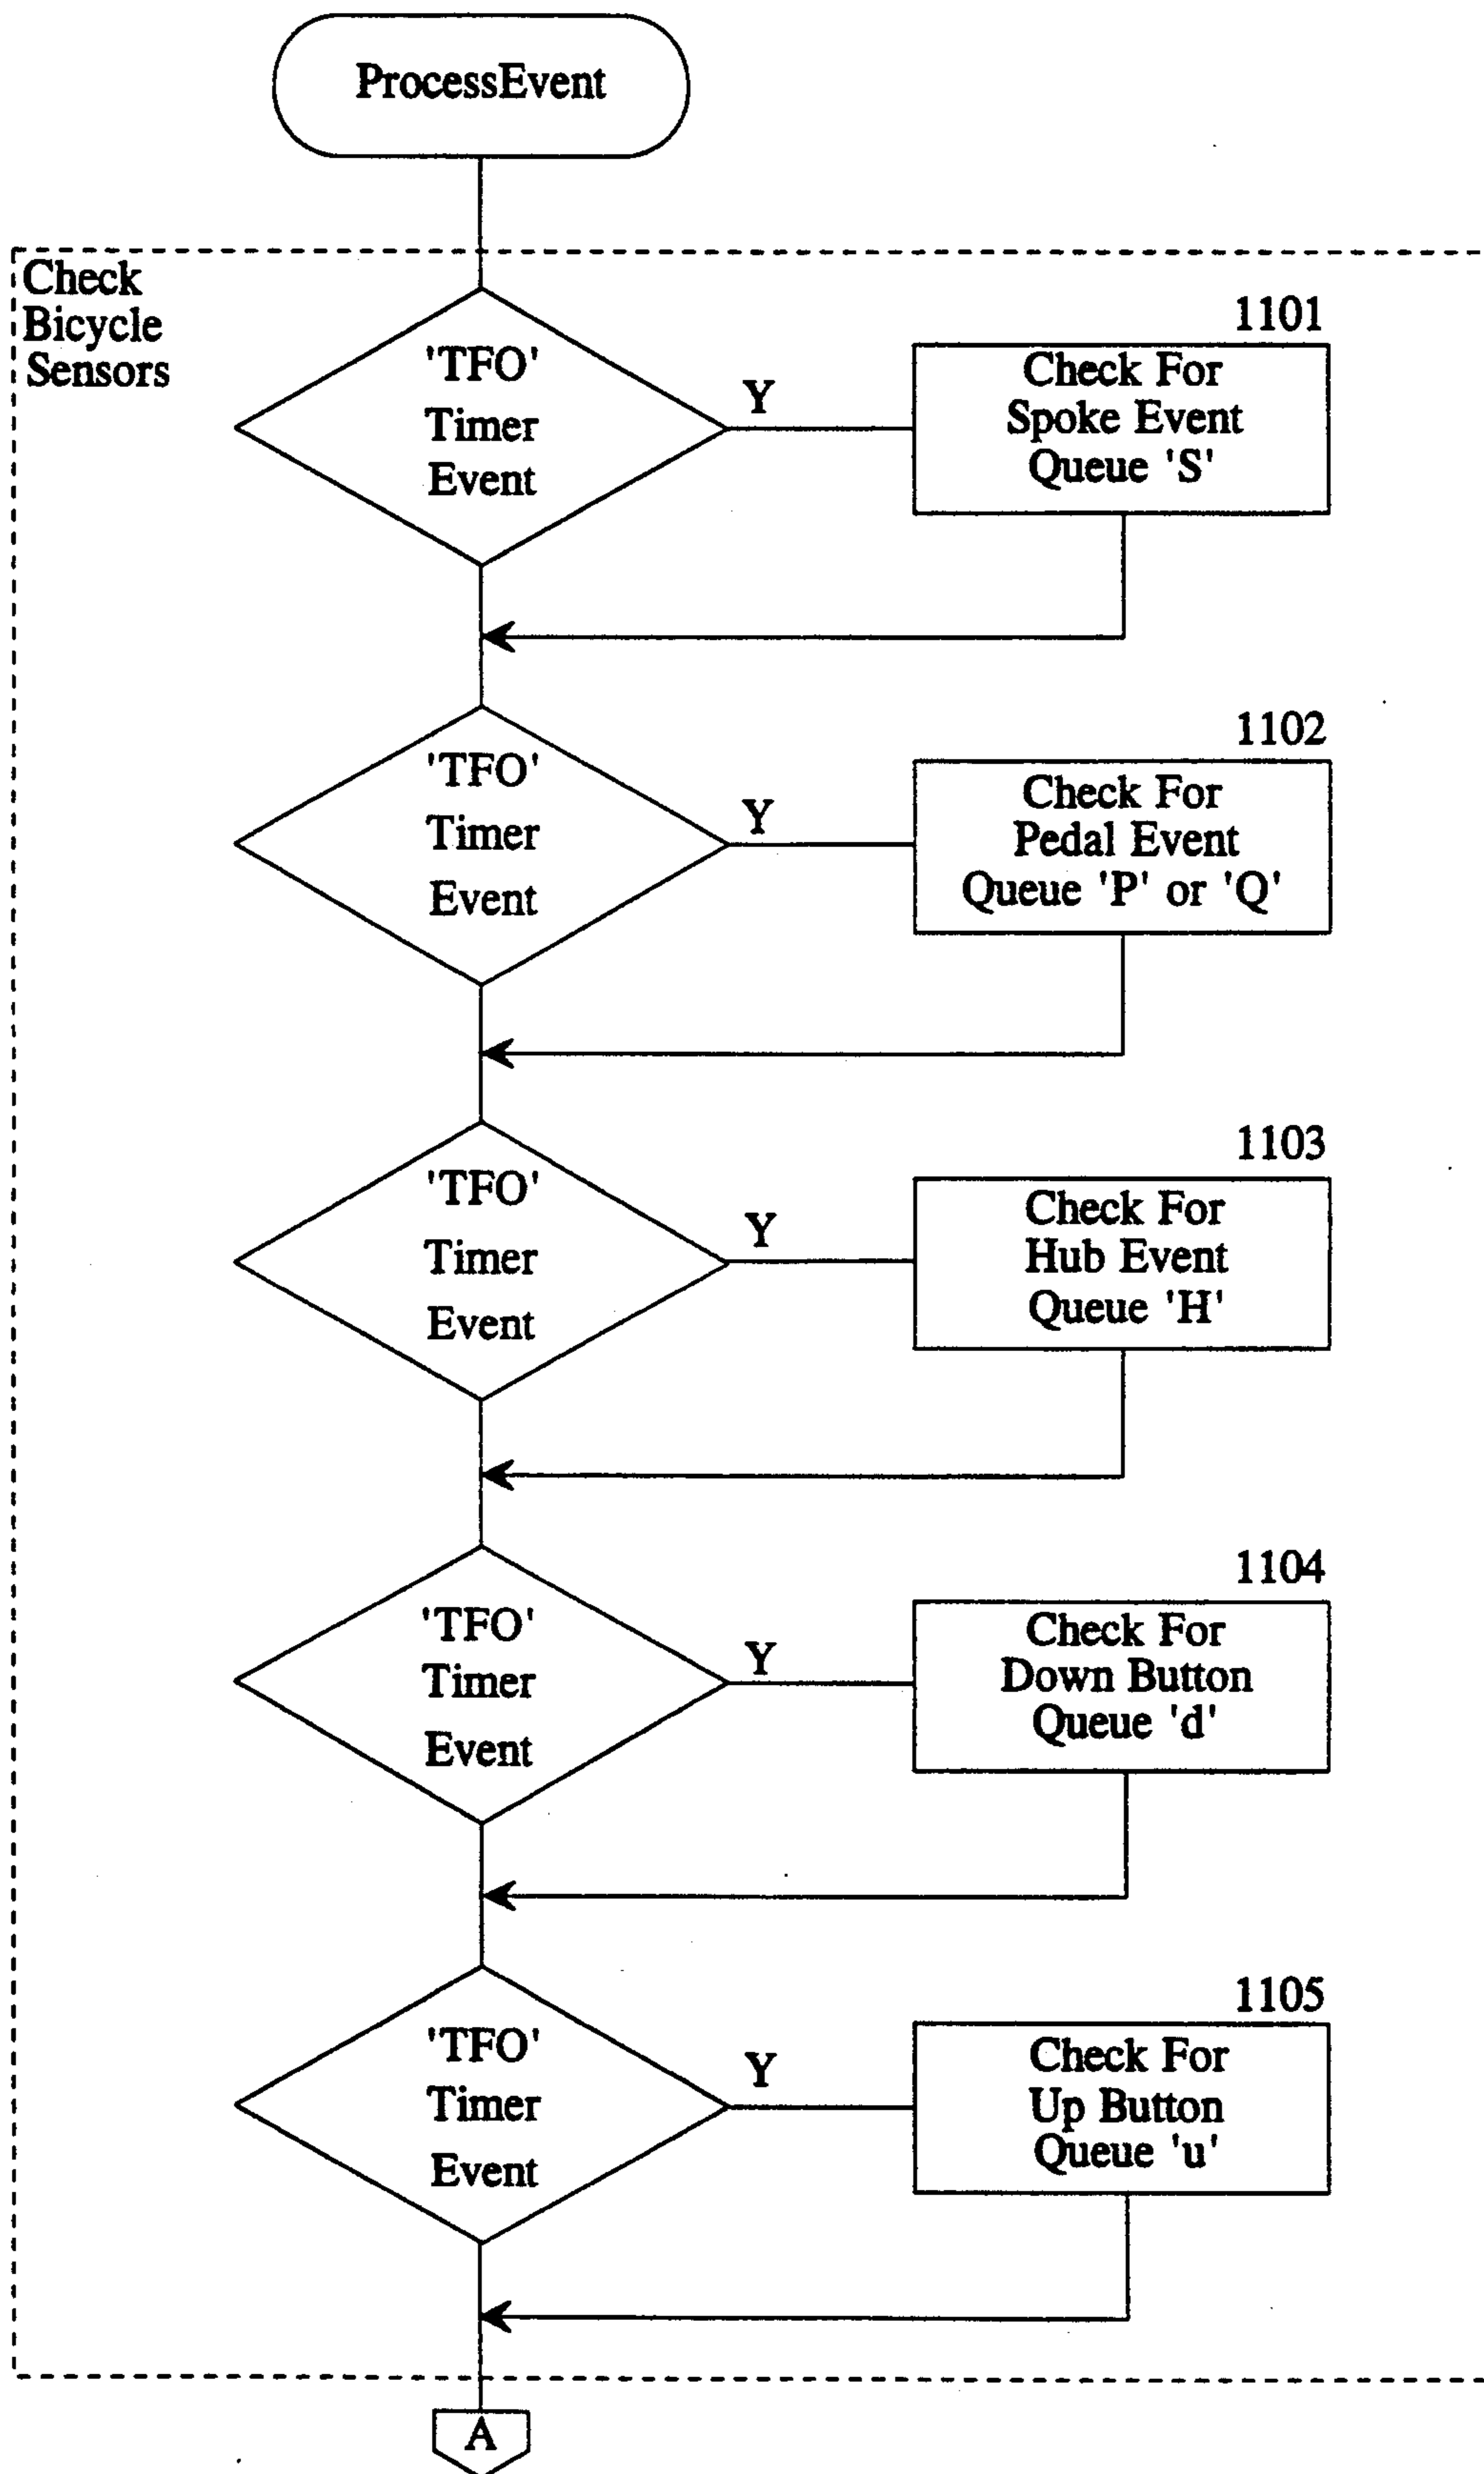 ProcessEvent
Check
Bicycle
Sensors
'TFO'
Timer
Event
Y
1101
Check For
Spoke Event
Queue 'S'
'TFO'
Timer
Event
Y
1102
Check For
Pedal Event
Queue 'P' or 'Q'
'TFO'
Timer
Event
Y
1103
Check For
Hub Event
Queue 'H'
'TFO'
Timer
Event
Y
1104
Check For
Down Button
Queue 'd'
'TFO'
Timer
Event
Y
1105
Check For
Up Button
Queue 'u'
A